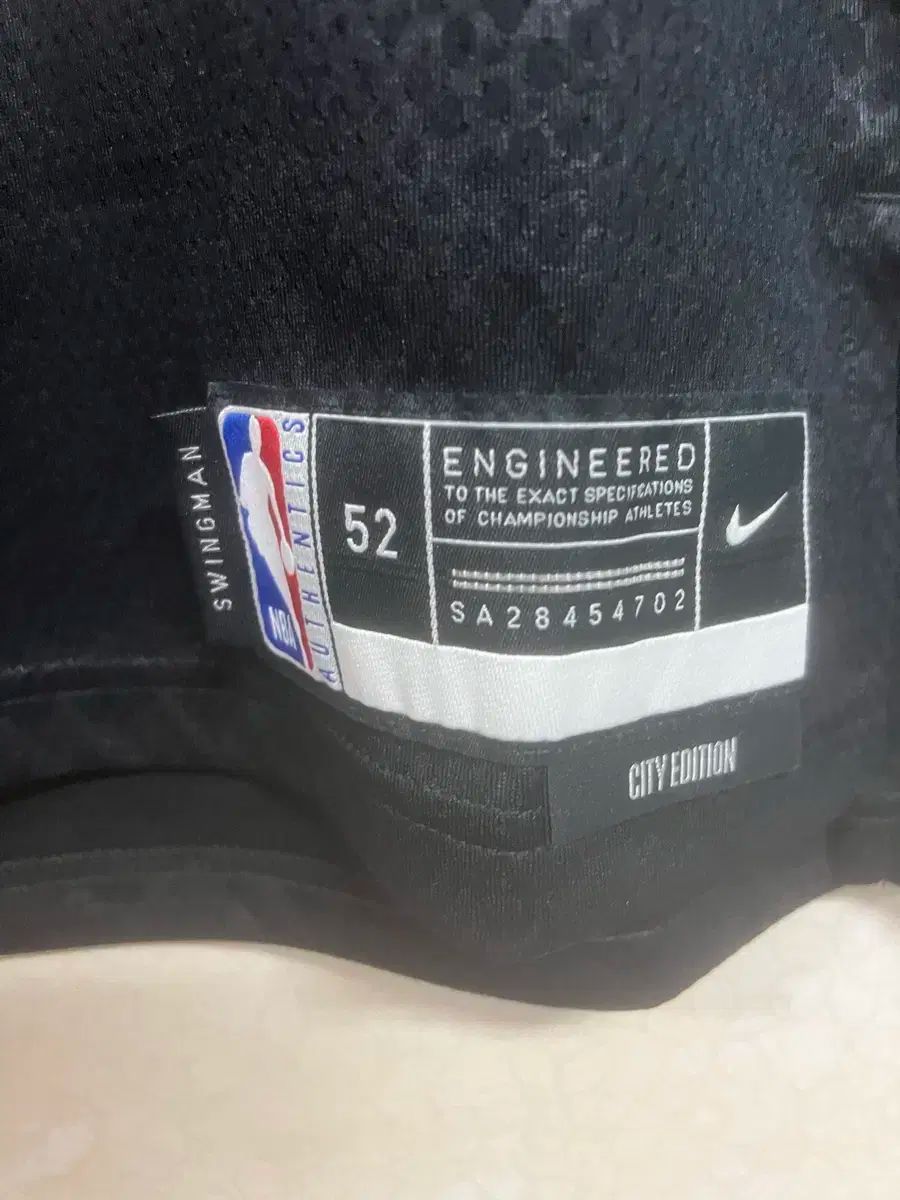 SWINGMAN
NBA
AUTHENTICS
52
ENGINEERED
TO THE EXACT SPECIFICATIONS
OF CHAMPIONSHIP ATHLETES
SA28454702
CITY EDITION